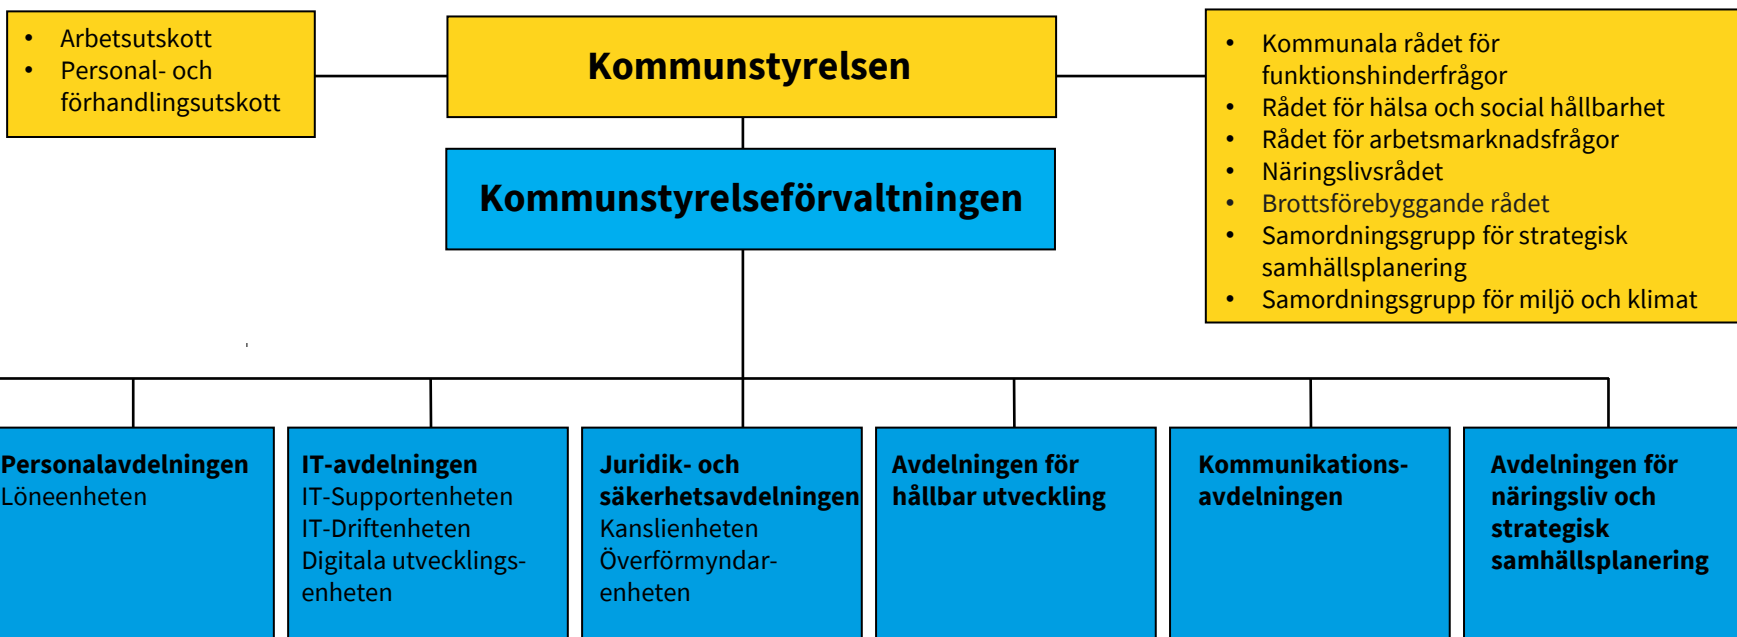 • Arbetsutskott
• Personal- och
förhandlingsutskott
Kommunstyrelsen
• Kommunala rådet för
funktionshinderfrågor
• Rådet för hälsa och social hållbarhet
• Rådet för arbetsmarknadsfrågor
• Näringslivsrådet
• Brottsförebyggande rådet
• Samordningsgrupp för strategisk
samhällsplanering
• Samordningsgrupp för miljö och klimat
Kommunstyrelseförvaltningen
Personalavdelningen
Löneenheten
IT-avdelningen
IT-Supportenheten
IT-Driftenheten
Digitala utvecklings-
enheten
Juridik- och
säkerhetsavdelningen
Kanslienheten
Överförmyndar-
enheten
Avdelningen för
hållbar utveckling
Kommunikations-
avdelningen
Avdelningen för
näringsliv och
strategisk
samhällsplanering